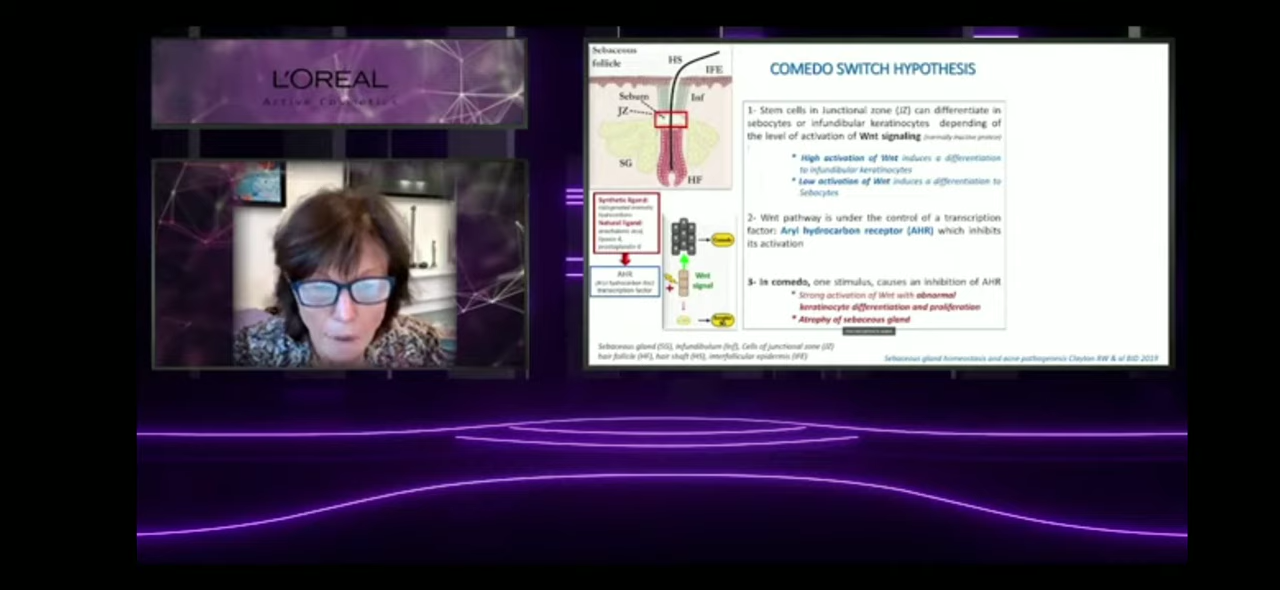 L'ORÉAL
Active Cosmetics
Sebaceous
follicle
HS
IFE
Sebum
Inf
JZ
SG
HF
COMEDO SWITCH HYPOTHESIS
1- Stem cells in Junctional zone (JZ) can differentiate in
sebocytes or infundibular keratinocytes depending of
the level of activation of Wnt signaling
* High activation of Wnt induces a differentiation
to infundibular keratinocytes
* Low activation of Wnt induces a differentiation to
Sebocytes
2- Wnt pathway is under the control of a transcription
factor: Aryl hydrocarbon receptor (AHR) which inhibits
its activation
3- In comedo, one stimulus, causes an inhibition of AHR
* Strong activation of Wnt with abnormal
keratinocyte differentiation and proliferation
* Atrophy of sebaceous gland
Synthetic ligand:
Natural ligand:
AHR
transcription factor
Wnt
signal
Comedo
Sebaceous gland (SG), infundibulum (Inf), Cells of junctional zone (JZ)
hair follicle (HF), hair shaft (HS), interfollicular epidermis (IFE)
Sebaceous gland homeostasis and acne pathogenesis Clayton RW & al BJD 2019